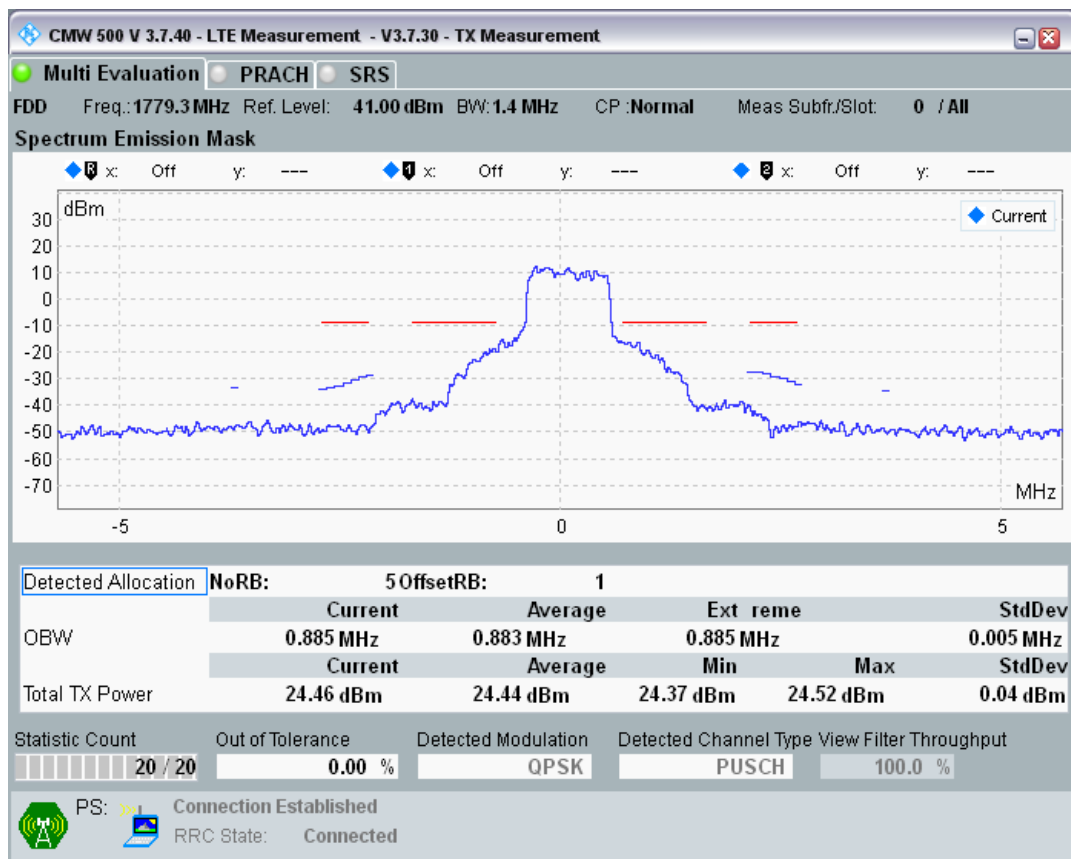 CMW 500 V 3.7.40 - LTE Measurement - V3.7.30 - TX Measurement
Multi Evaluation PRACH SRS
FDD Freq.: 1779.3 MHz Ref. Level: 41.00 dBm BW: 1.4 MHz CP :Normal Meas Subfr./Slot: 0 / All
Spectrum Emission Mask
R x: Off y: --- 1 x: Off y: --- 2 x: Off y: ---
dBm
Current
30
20
10
0
-10
-20
-30
-40
-50
-60
-70
MHz
-5 0 5
Detected Allocation NoRB: 5 OffsetRB: 1
Current Average Ext reme StdDev
OBW 0.885 MHz 0.883 MHz 0.885 MHz 0.005 MHz
Current Average Min Max StdDev
Total TX Power 24.46 dBm 24.44 dBm 24.37 dBm 24.52 dBm 0.04 dBm
Statistic Count Out of Tolerance Detected Modulation Detected Channel Type View Filter Throughput
20 / 20 0.00 % QPSK PUSCH 100.0 %
PS: Connection Established
RRC State: Connected